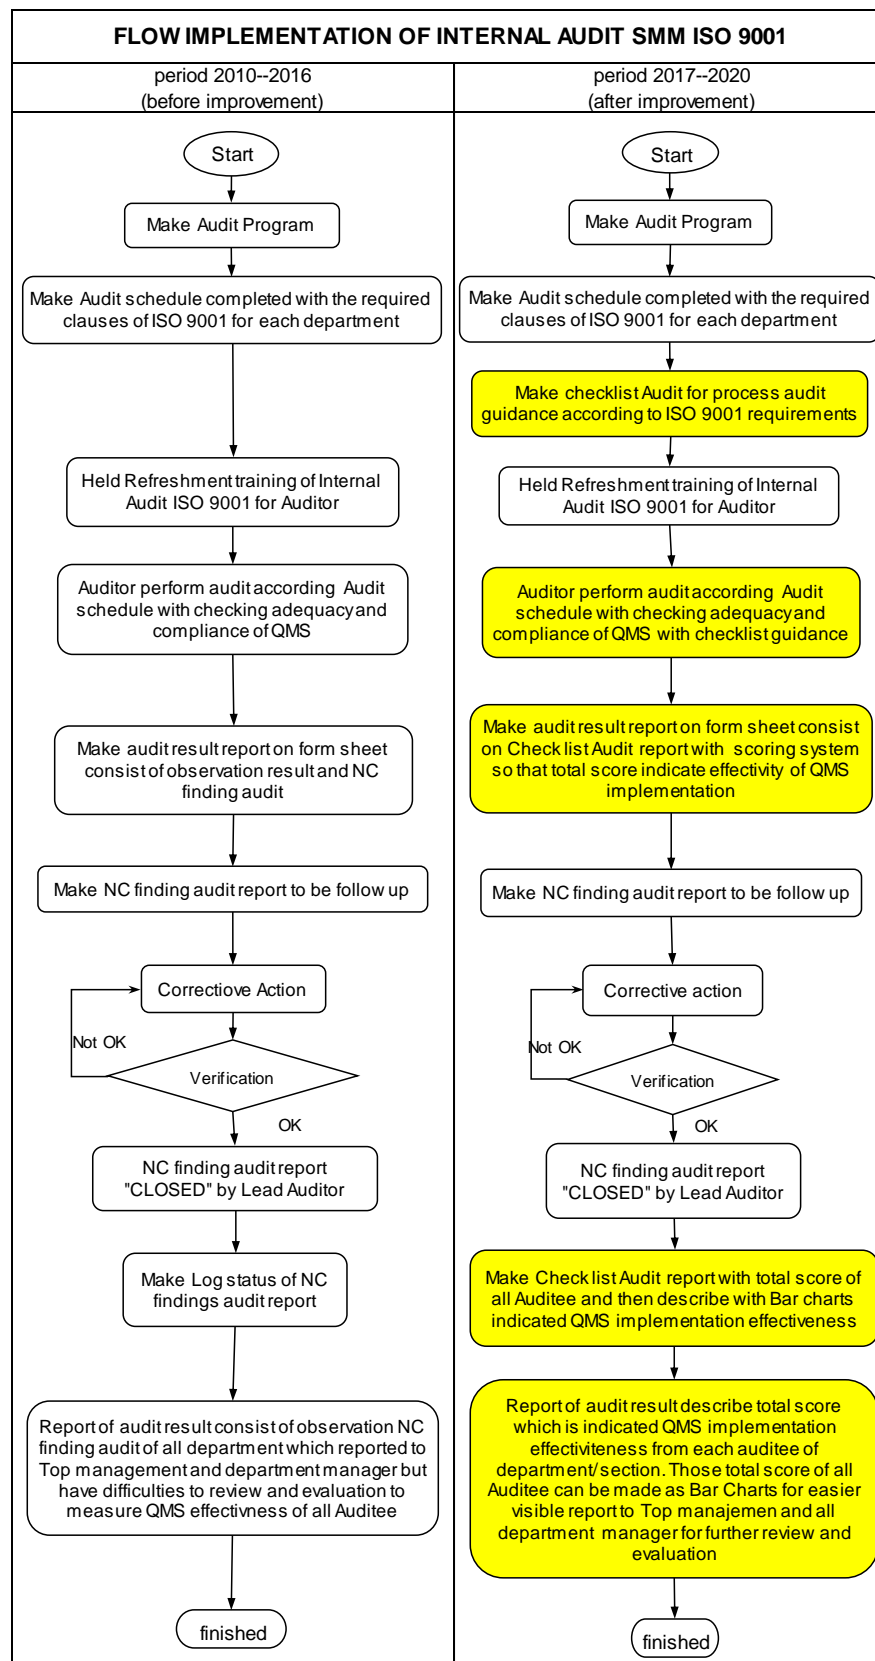 FLOW IMPLEMENTATION OF INTERNAL AUDIT SMM ISO 9001
period 2010--2016
(before improvement)
Start
Make Audit Program
Make Audit schedule completed with the required
clauses of ISO 9001 for each department
Held Refreshment training of Internal
Audit ISO 9001 for Auditor
Auditor perform audit according Audit
schedule with checking adequacy and
compliance of QMS
Make audit result report on form sheet
consist of observation result and NC
finding audit
Make NC finding audit report to be follow up
Correctiove Action
Not OK
Verification
OK
NC finding audit report
"CLOSED" by Lead Auditor
Make Log status of NC
findings audit report
Report of audit result consist of observation NC
finding audit of all department which reported to
Top management and department manager but
have difficulties to review and evaluation to
measure QMS effectivness of all Auditee
finished
period 2017--2020
(after improvement)
Start
Make Audit Program
Make Audit schedule completed with the required
clauses of ISO 9001 for each department
Make checklist Audit for process audit
guidance according to ISO 9001 requirements
Held Refreshment training of Internal
Audit ISO 9001 for Auditor
Auditor perform audit according Audit
schedule with checking adequacy and
compliance of QMS with checklist guidance
Make audit result report on form sheet consist
on Check list Audit report with scoring system
so that total score indicate effectivity of QMS
implementation
Make NC finding audit report to be follow up
Corrective action
Not OK
Verification
OK
NC finding audit report
"CLOSED" by Lead Auditor
Make Check list Audit report with total score of
all Auditee and then describe with Bar charts
indicated QMS implementation effectiveness
Report of audit result describe total score
which is indicated QMS implementation
effectiviteness from each auditee of
department/section. Those total score of all
Auditee can be made as Bar Charts for easier
visible report to Top manajemen and all
department manager for further review and
evaluation
finished